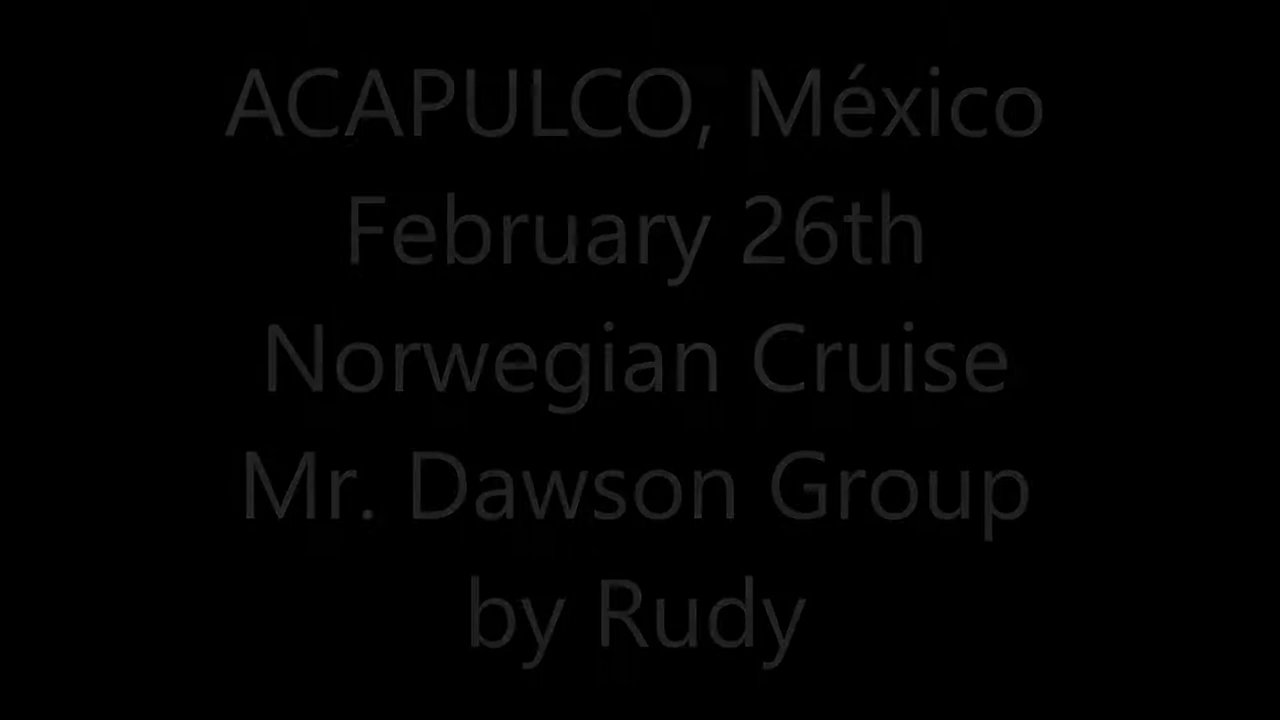 ACAPULCO, México
February 26th
Norwegian Cruise
Mr. Dawson Group
by Rudy